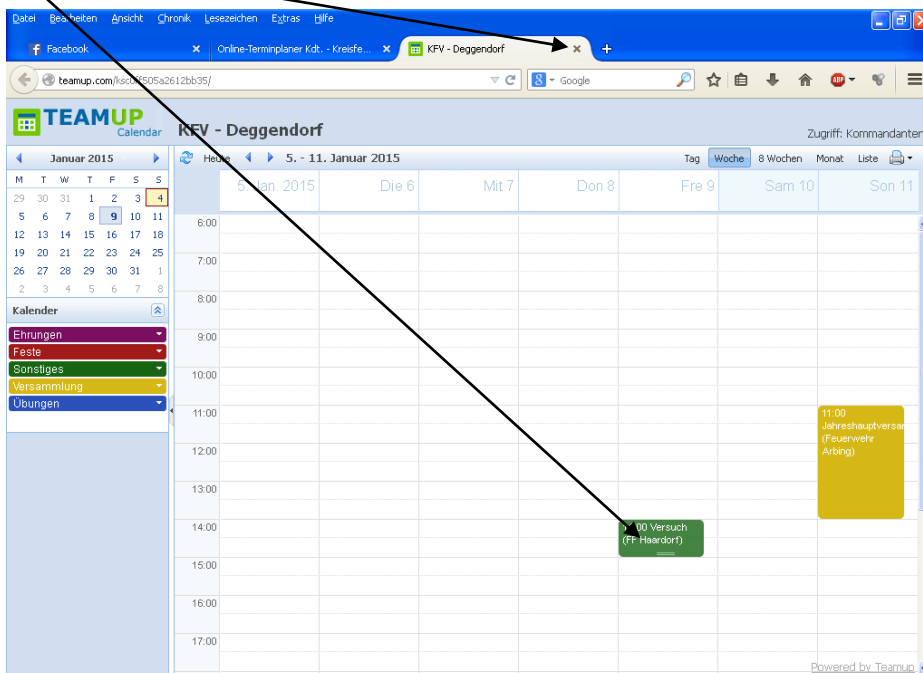 Datei Bearbeiten Ansicht Chronik Lesezeichen Extras Hilfe
Facebook × Online-Terminplaner Kdt. - Kreisfe... × KFV - Deggendorf × +
Google
TEAMUP
Calendar
KFV - Deggendorf
Zugriff: Kommandanten
Januar 2015
Heute 5. - 11. Januar 2015 Tag Woche 8 Wochen Monat Liste
M T W T F S S
29 30 31 1 2 3 4
5 6 7 8 9 10 11
12 13 14 15 16 17 18
19 20 21 22 23 24 25
26 27 28 29 30 31 1
2 3 4 5 6 7 8
Kalender
Ehrungen
Feste
Sonstiges
Versammlung
Übungen
5. Jan. 2015 Die 6 Mit 7 Don 8 Fre 9 Sam 10 Son 11
6:00
7:00
8:00
9:00
10:00
11:00
12:00
13:00
14:00
15:00
16:00
17:00
11:00
Jahreshauptversar
(Feuerwehr
Arbing)
Versuch
(FF Haardorf)
Powered by Teamup